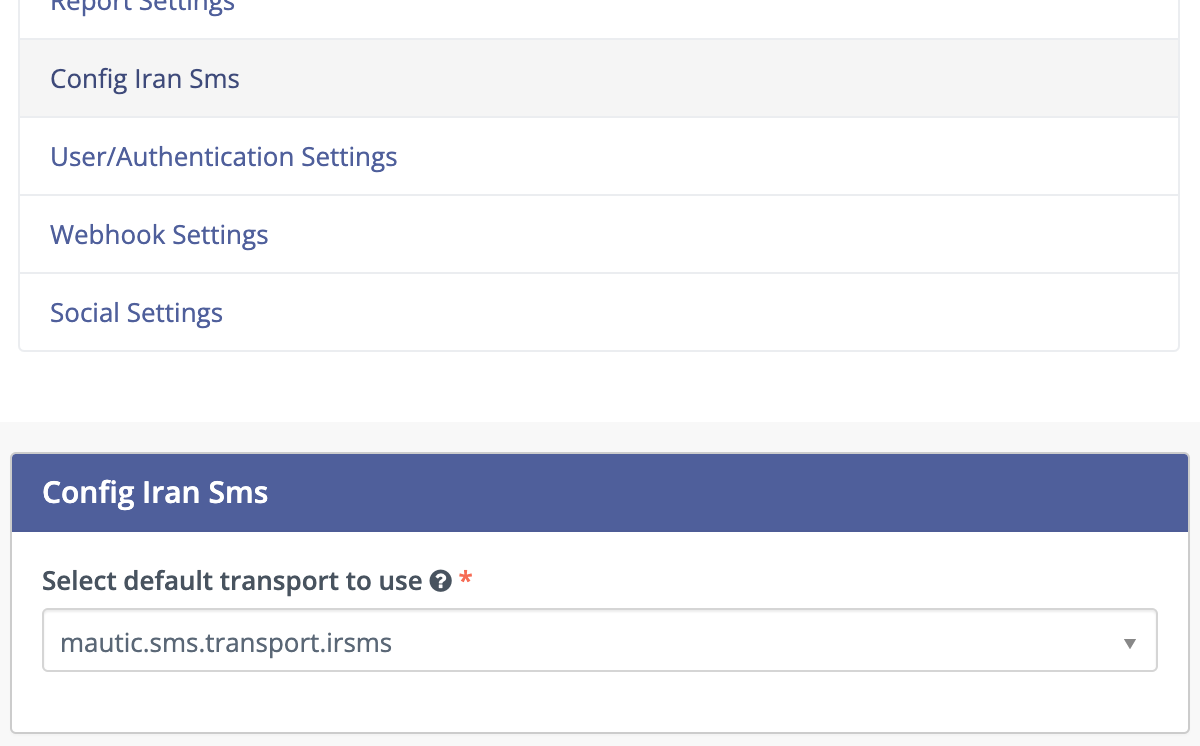 Report Settings
Config Iran Sms
User/Authentication Settings
Webhook Settings
Social Settings
Config Iran Sms
Select default transport to use ? *
mautic.sms.transport.irsms